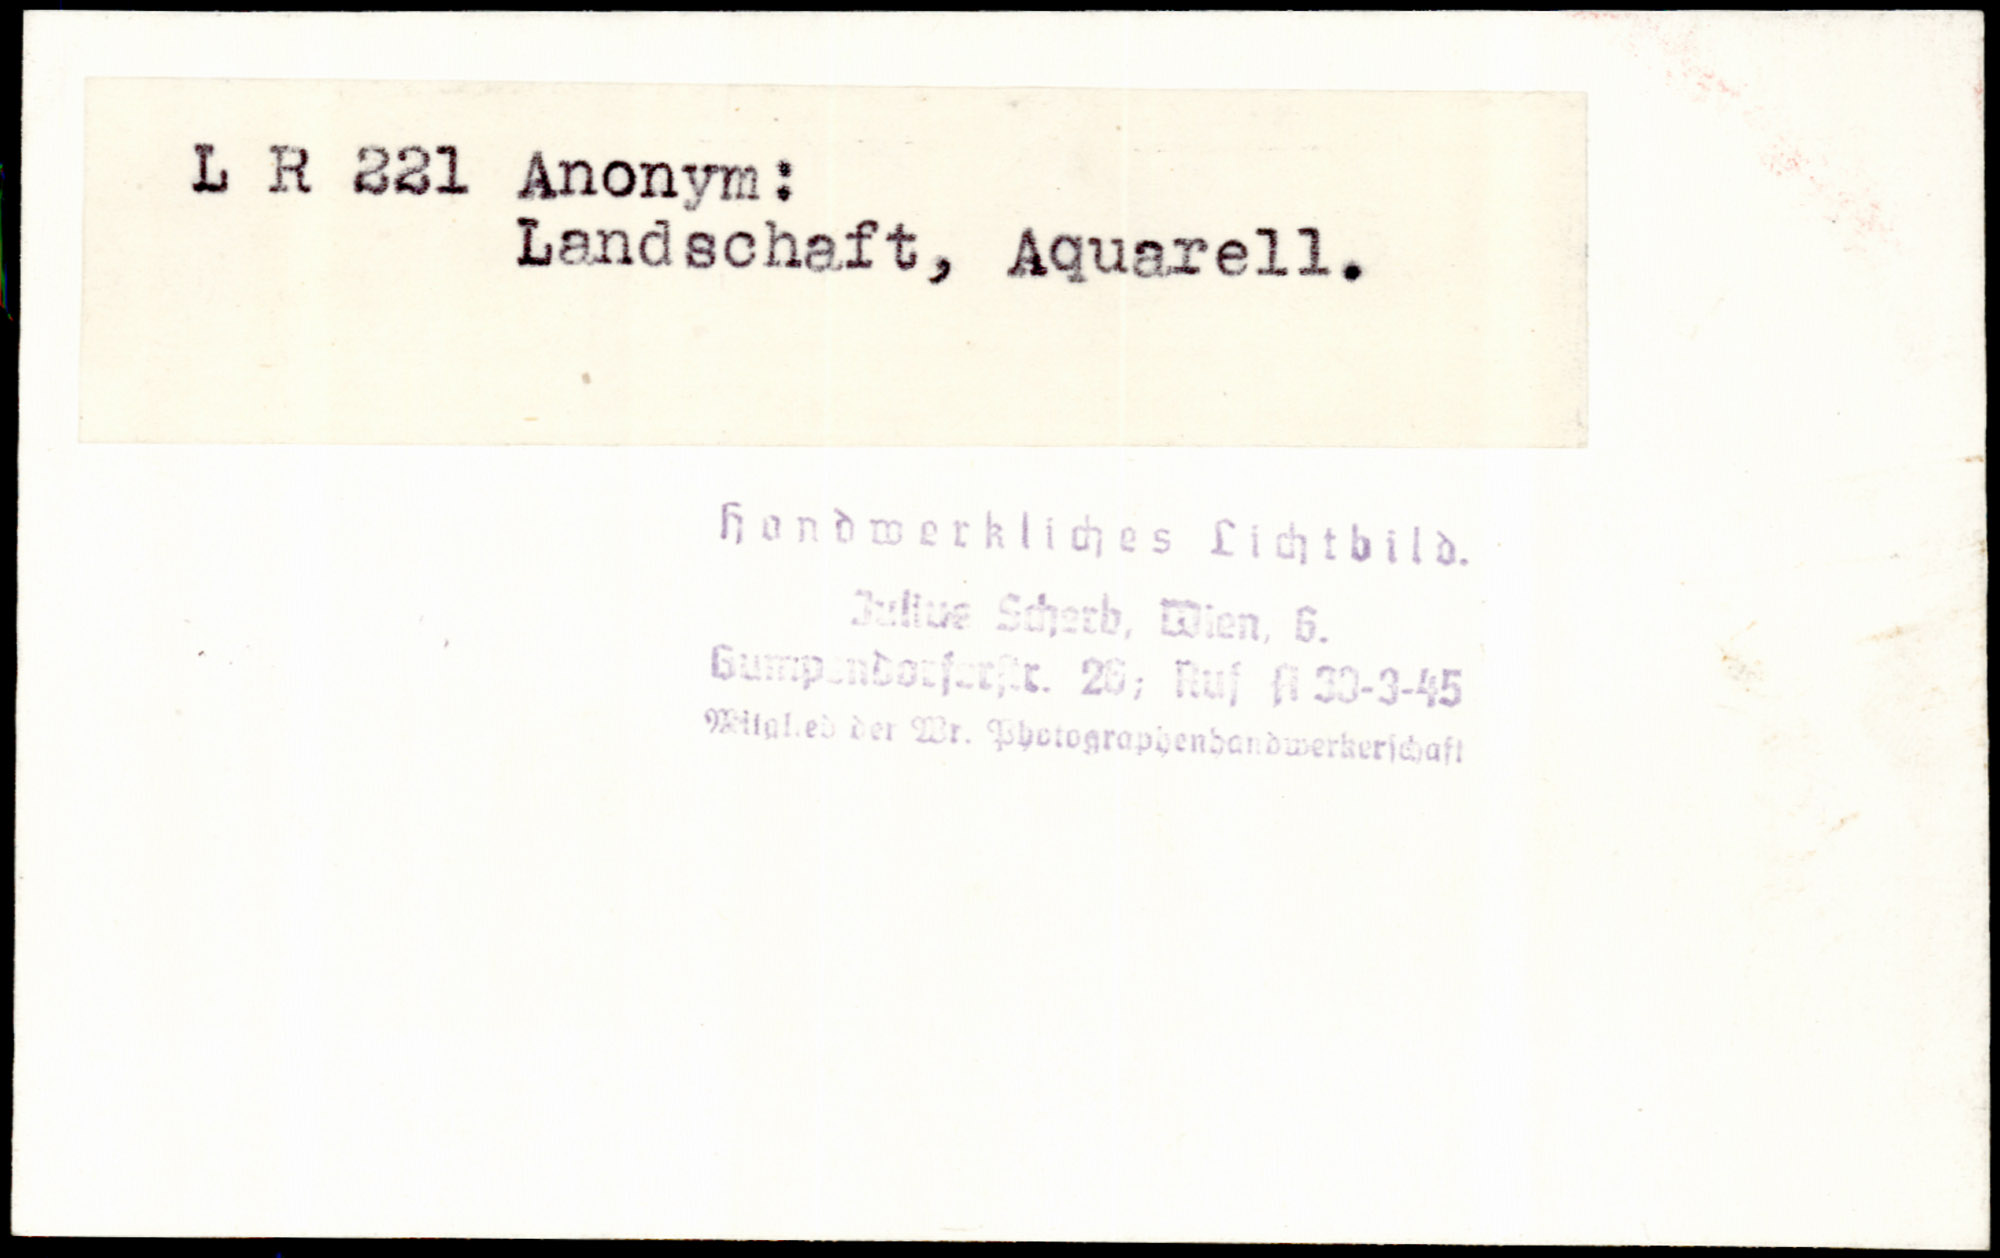 L R 221 Anonym:
Landschaft, Aquarell.
Handwerkliches Lichtbild.
Julius Scherb, Wien, 6.
Gumpendorferstr. 26; Ruf A 30-3-45
Mitglied der Wr. Photographenhandwerkerschaft